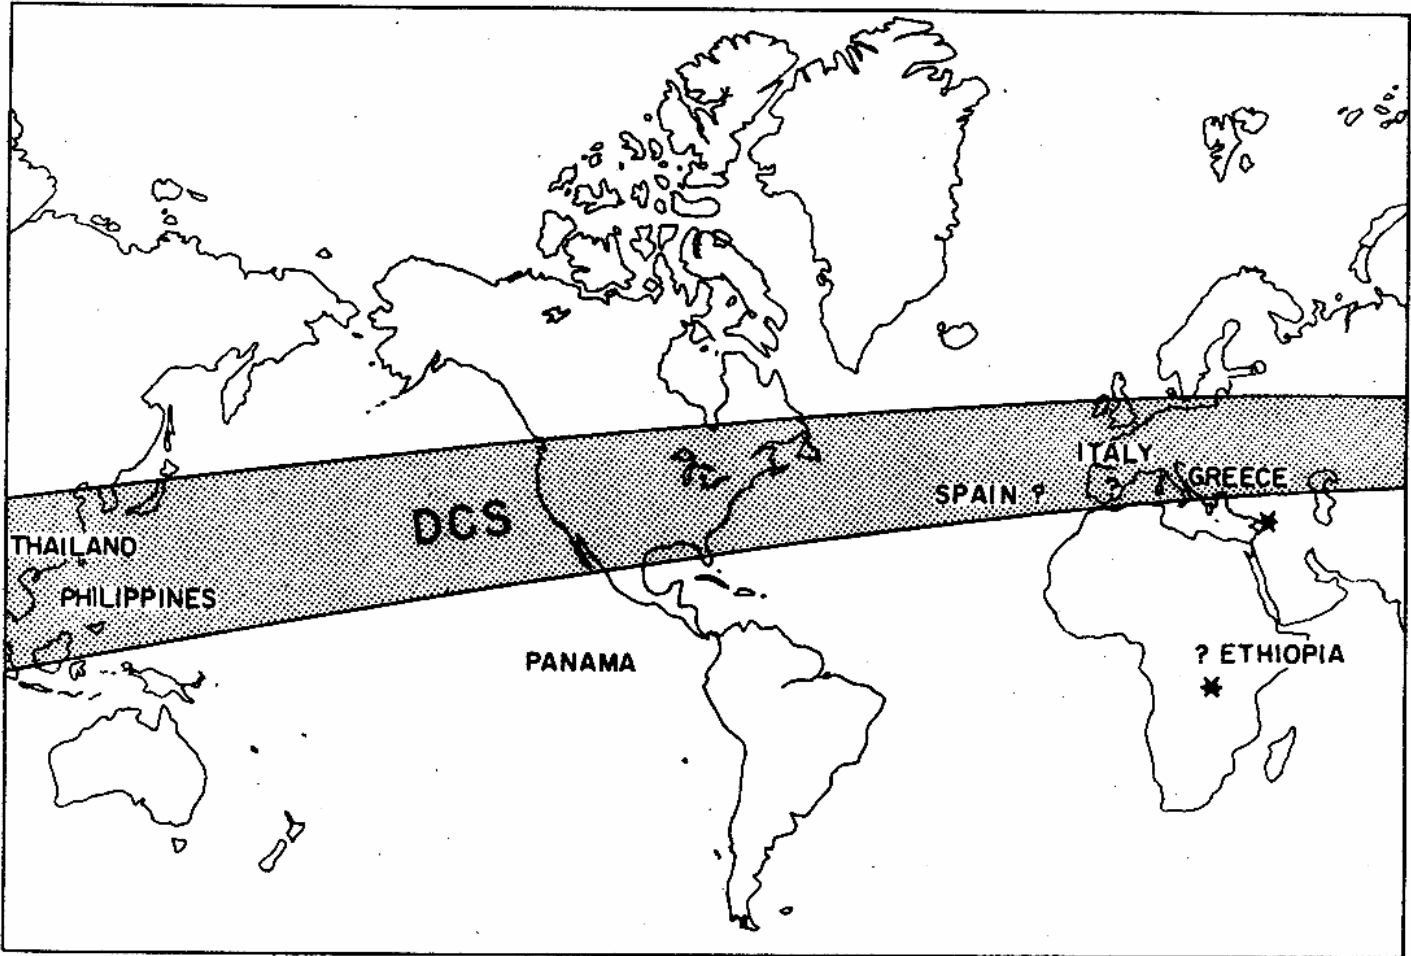 ITALY
?
GREECE
SPAIN ?
DCS
THAILAND
PHILIPPINES
PANAMA
? ETHIOPIA